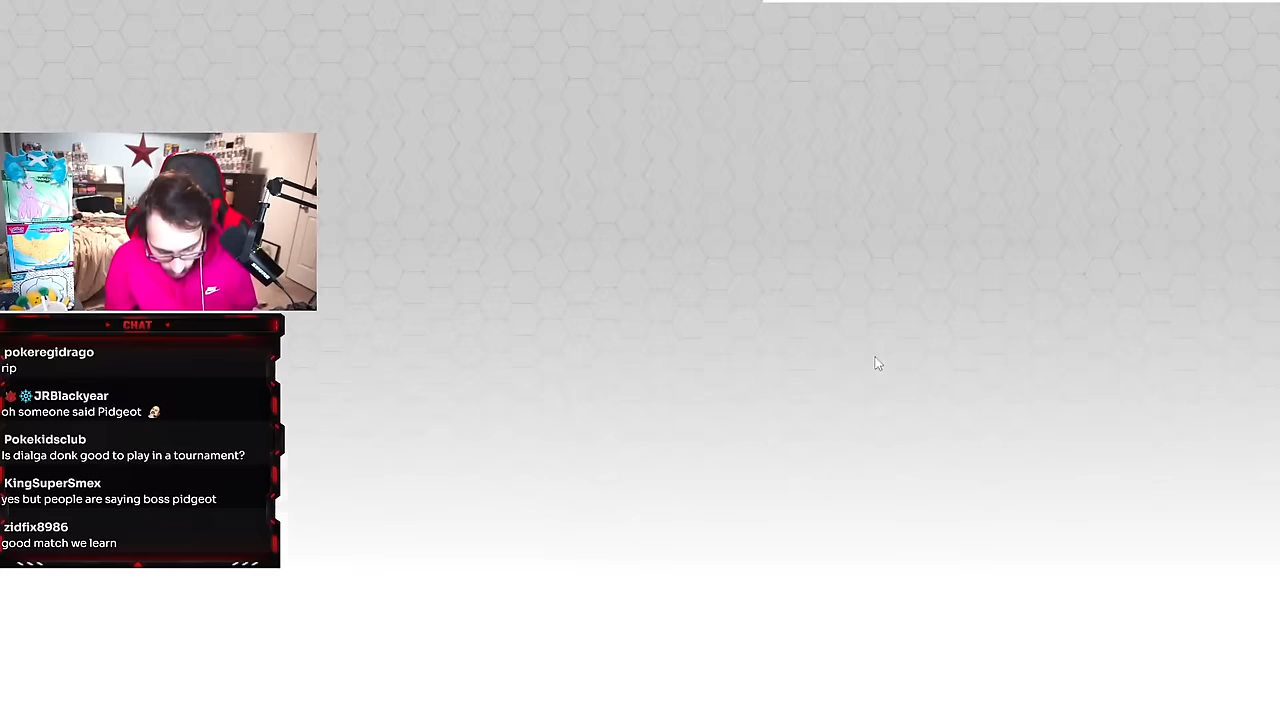 CHAT
pokeregidrago
rip
JRBlackyear
oh someone said Pidgeot
Pokekidsclub
Is dialga donk good to play in a tournament?
KingSuperSmex
yes but people are saying boss pidgeot
zidfix8986
good match we learn